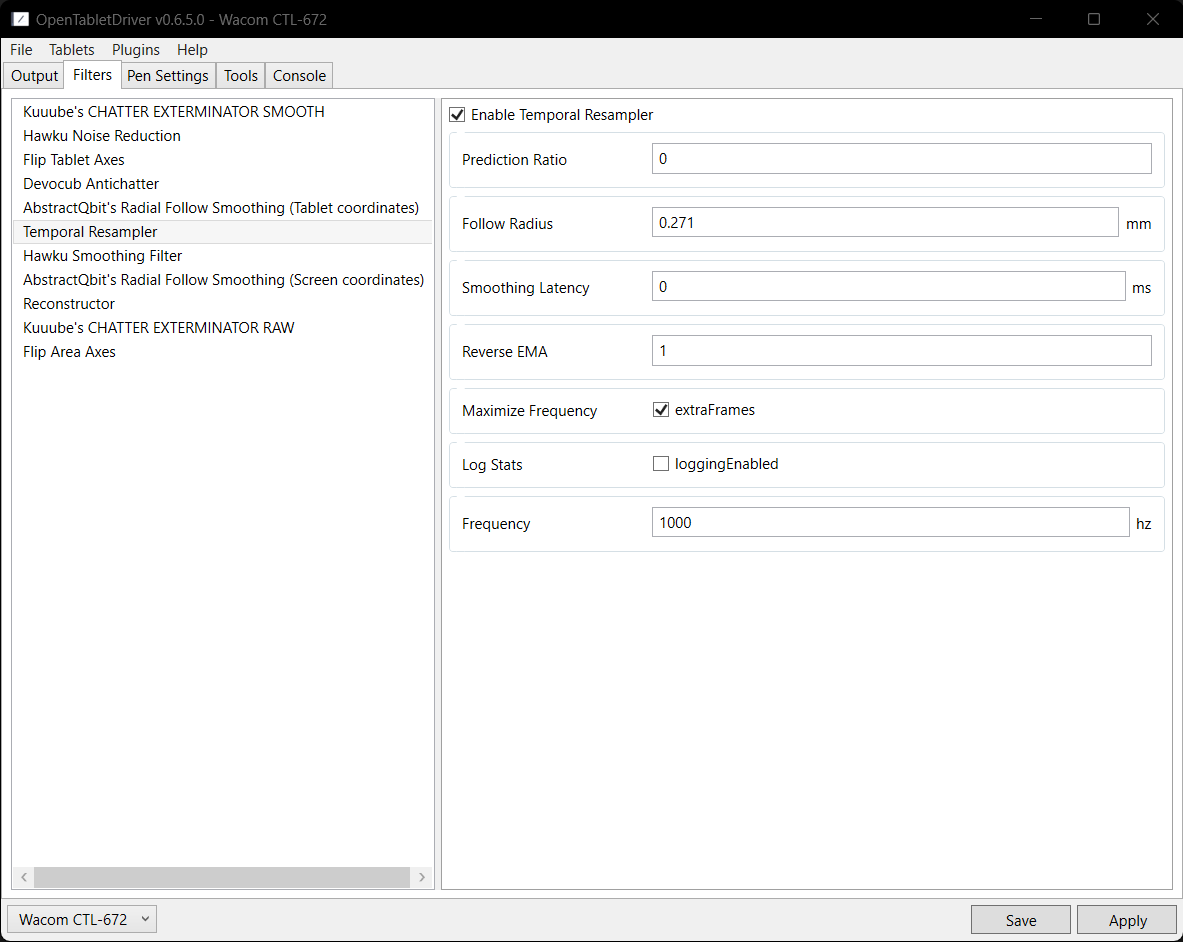 OpenTabletDriver v0.6.5.0 - Wacom CTL-672
File Tablets Plugins Help
Output Filters Pen Settings Tools Console
Kuuube's CHATTER EXTERMINATOR SMOOTH
Hawku Noise Reduction
Flip Tablet Axes
Devocub Antichatter
AbstractQbit's Radial Follow Smoothing (Tablet coordinates)
Temporal Resampler
Hawku Smoothing Filter
AbstractQbit's Radial Follow Smoothing (Screen coordinates)
Reconstructor
Kuuube's CHATTER EXTERMINATOR RAW
Flip Area Axes
Enable Temporal Resampler
Prediction Ratio 0
Follow Radius 0.271 mm
Smoothing Latency 0 ms
Reverse EMA 1
Maximize Frequency extraFrames
Log Stats loggingEnabled
Frequency 1000 hz
Wacom CTL-672 Save Apply